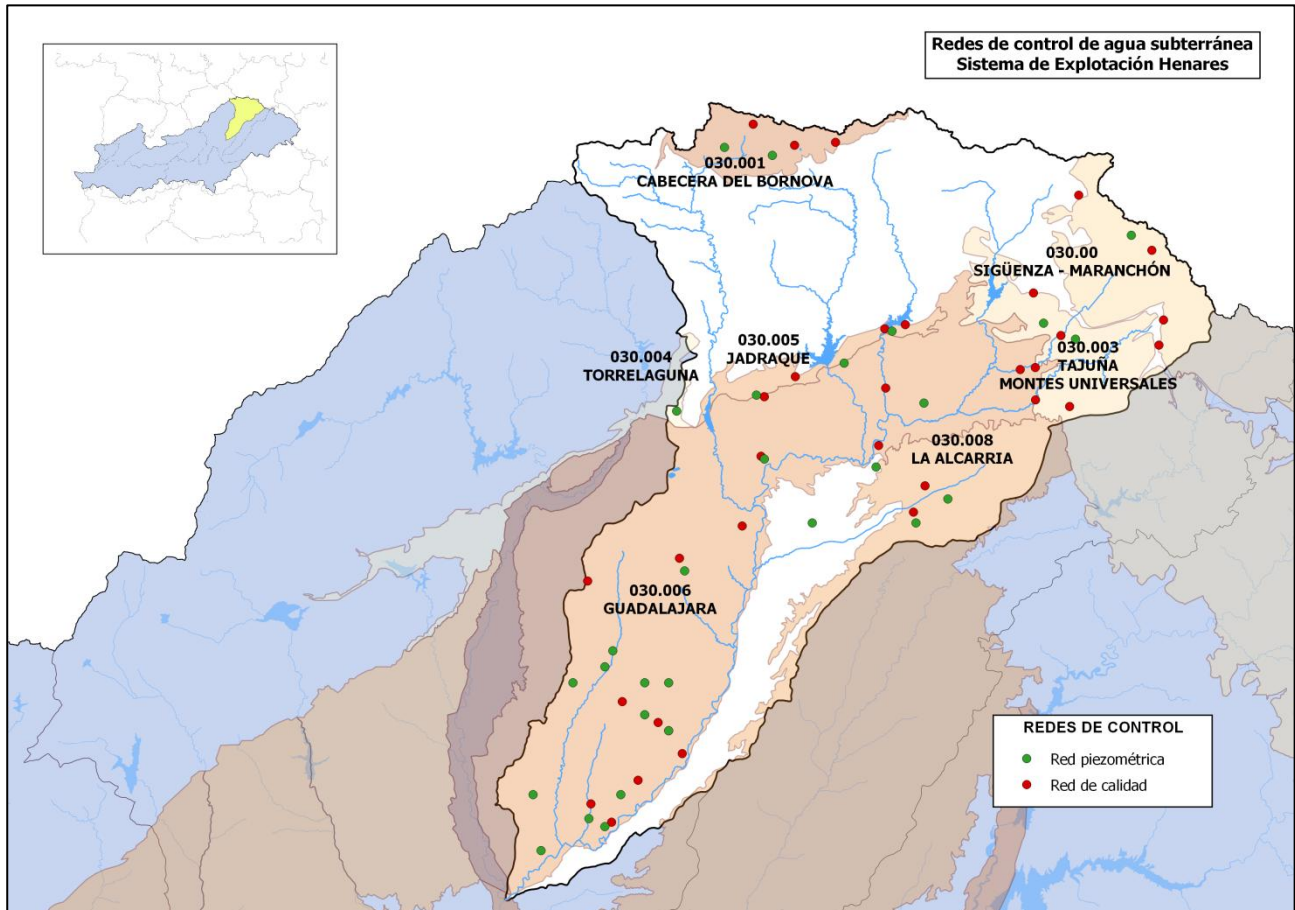 Redes de control de agua subterránea
Sistema de Explotación Henares
030.001
CABECERA DEL BORNOVA
030.00
SIGÜENZA - MARANCHÓN
030.005
JADRAQUE
030.004
TORRELAGUNA
030.003
TAJUÑA
MONTES UNIVERSALES
030.008
LA ALCARRIA
030.006
GUADALAJARA
REDES DE CONTROL
Red piezométrica
Red de calidad